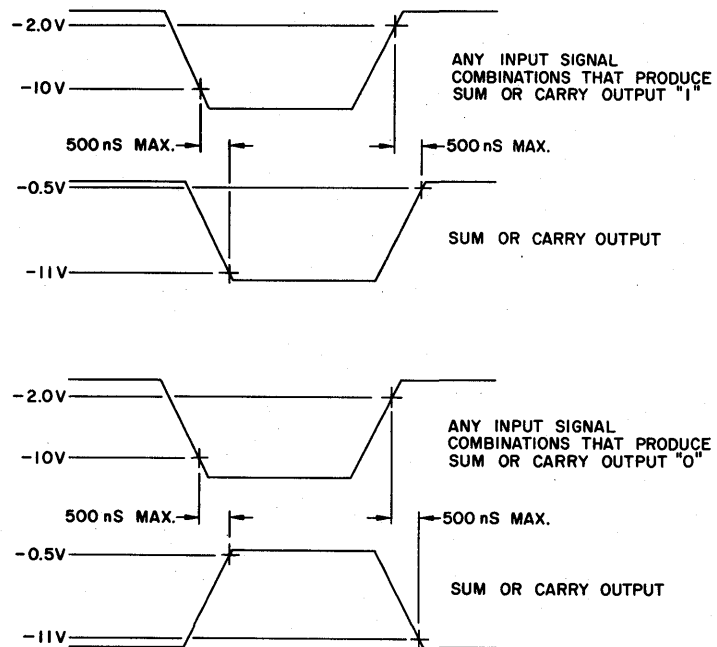 -2.0V
-10V
ANY INPUT SIGNAL
COMBINATIONS THAT PRODUCE
SUM OR CARRY OUTPUT "1"
500 nS MAX.
500 nS MAX.
-0.5V
SUM OR CARRY OUTPUT
-11V
-2.0V
-10V
ANY INPUT SIGNAL
COMBINATIONS THAT PRODUCE
SUM OR CARRY OUTPUT "0"
500 nS MAX.
500 nS MAX.
-0.5V
SUM OR CARRY OUTPUT
-11V